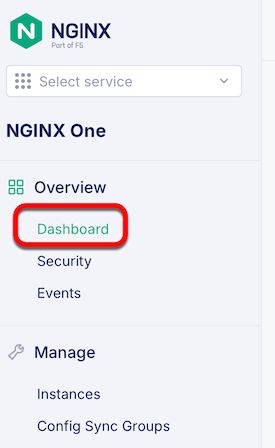 NGINX
Part of F5
Select service
NGINX One
Overview
Dashboard
Security
Events
Manage
Instances
Config Sync Groups